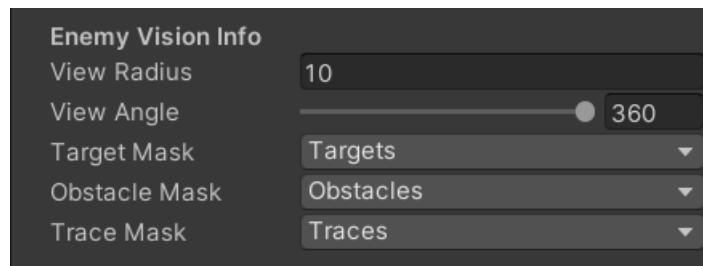 Enemy Vision Info
View Radius 10
View Angle 360
Target Mask Targets
Obstacle Mask Obstacles
Trace Mask Traces